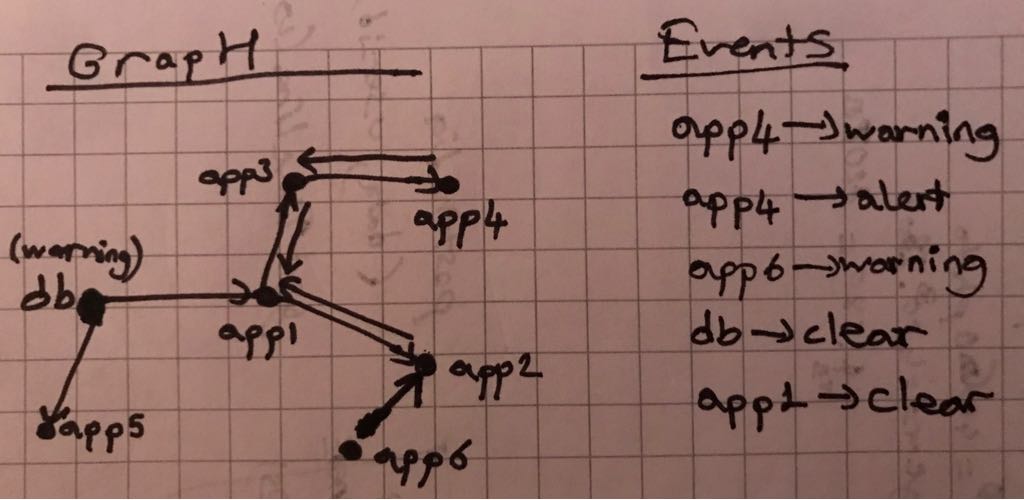 GrapH
app3
app4
(warning)
db
app1
app2
app5
app6
Events
app4 → warning
app4 → alert
app6 → warning
db → clear
app1 → clear